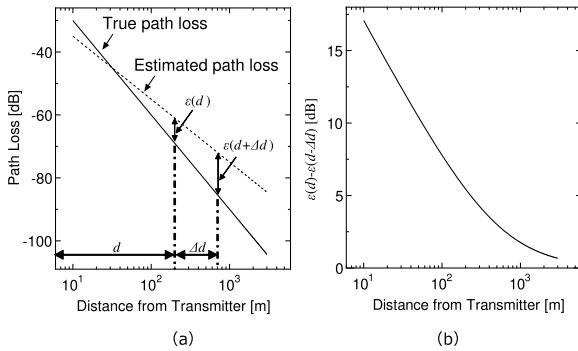 True path loss
Estimated path loss
ε(d)
ε(d+Δd)
d
Δd
-40
-60
-80
-100
10¹
10²
10³
Path Loss [dB]
Distance from Transmitter [m]
(a)
15
10
5
0
10¹
10²
10³
ε(d)-ε(d-Δd) [dB]
Distance from Transmitter [m]
(b)